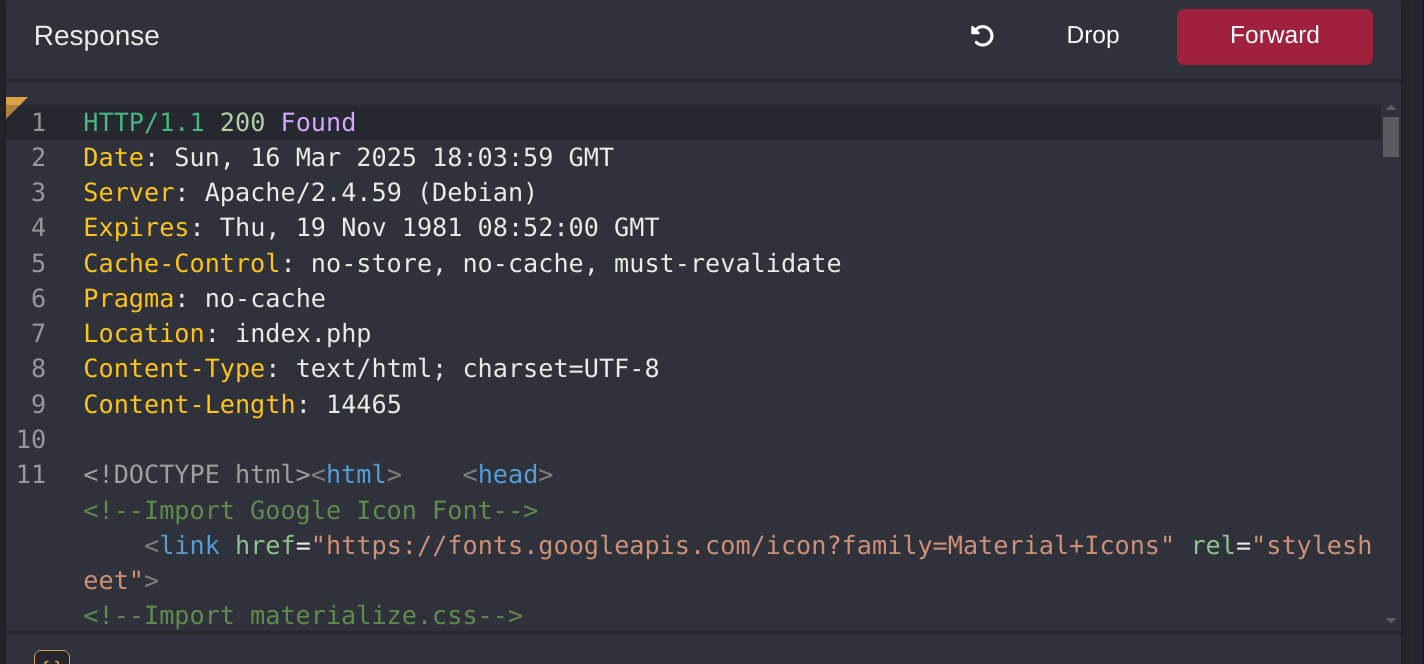 Response
Drop
Forward
1 HTTP/1.1 200 Found
2 Date: Sun, 16 Mar 2025 18:03:59 GMT
3 Server: Apache/2.4.59 (Debian)
4 Expires: Thu, 19 Nov 1981 08:52:00 GMT
5 Cache-Control: no-store, no-cache, must-revalidate
6 Pragma: no-cache
7 Location: index.php
8 Content-Type: text/html; charset=UTF-8
9 Content-Length: 14465
10
11 <!DOCTYPE html><html>    <head>
<!--Import Google Icon Font-->
    <link href="https://fonts.googleapis.com/icon?family=Material+Icons" rel="stylesh
eet">
<!--Import materialize.css-->